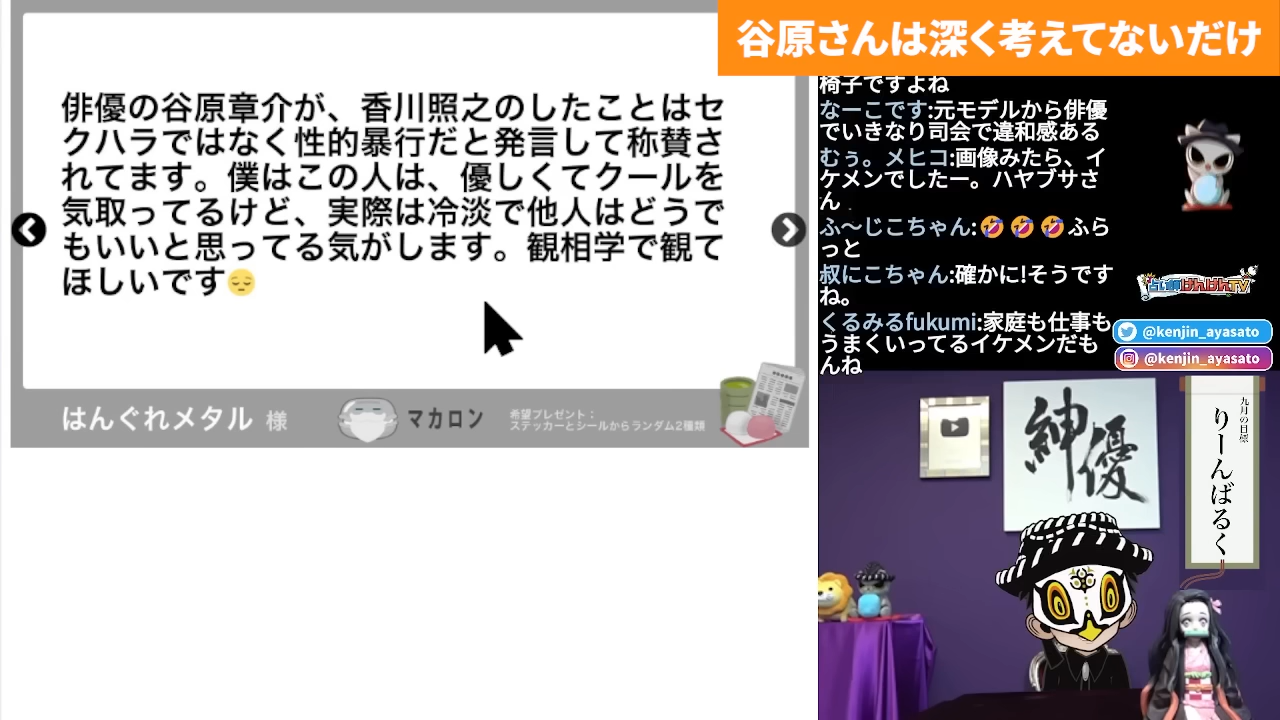 谷原さんは深く考えてないだけ
俳優の谷原章介が、香川照之のしたことはセ
クハラではなく性的暴行だと発言して称賛さ
れてます。僕はこの人は、優しくてクールを
気取ってるけど、実際は冷淡で他人はどうで
もいいと思ってる気がします。観相学で観て
ほしいです😔
はんぐれメタル 様
マカロン
希望プレゼント：
ステッカーとシールからランダム2種類
椅子ですよね
なーこです:元モデルから俳優
でいきなり司会で違和感ある
むぅ。メヒコ:画像みたら、イ
ケメンでしたー。ハヤブサさ
ん
ふ〜じこちゃん:🤣🤣🤣ふら
っと
叔にこちゃん:確かに!そうです
ね。
くるみるfukumi:家庭も仕事も
うまくいってるイケメンだも
んね
占い師けんけんTV
@kenjin_ayasato
@kenjin_ayasato
紳優
九月の目標
りーんばるく